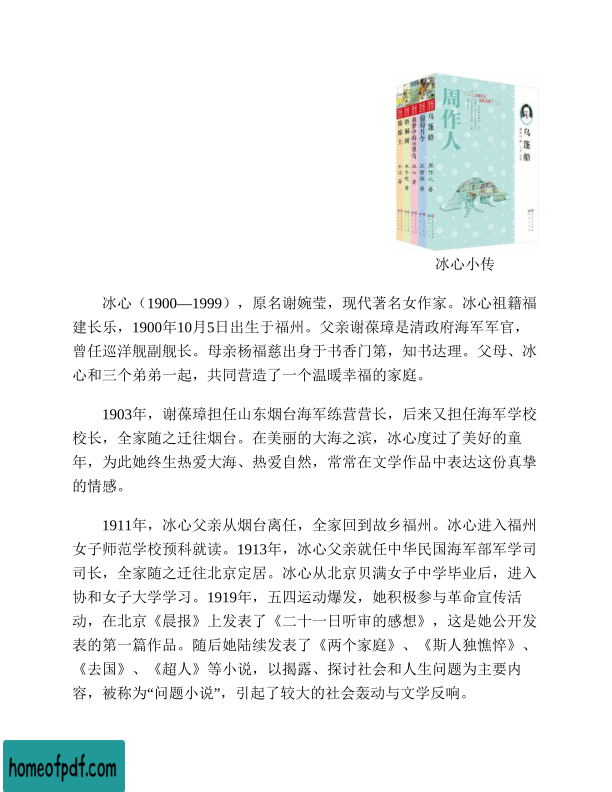 周作人
乌篷船
乌篷船
周作人 著
冰心小传
冰心（1900—1999），原名谢婉莹，现代著名女作家。冰心祖籍福
建长乐，1900年10月5日出生于福州。父亲谢葆璋是清政府海军军官，
曾任巡洋舰副舰长。母亲杨福慈出身于书香门第，知书达理。父母、冰
心和三个弟弟一起，共同营造了一个温暖幸福的家庭。
1903年，谢葆璋担任山东烟台海军练营营长，后来又担任海军学校
校长，全家随之迁往烟台。在美丽的大海之滨，冰心度过了美好的童
年，为此她终生热爱大海、热爱自然，常常在文学作品中表达这份真挚
的情感。
1911年，冰心父亲从烟台离任，全家回到故乡福州。冰心进入福州
女子师范学校预科就读。1913年，冰心父亲就任中华民国海军部军学司
司长，全家随之迁往北京定居。冰心从北京贝满女子中学毕业后，进入
协和女子大学学习。1919年，五四运动爆发，她积极参与革命宣传活
动，在北京《晨报》上发表了《二十一日听审的感想》，这是她公开发
表的第一篇作品。随后她陆续发表了《两个家庭》、《斯人独憔悴》、
《去国》、《超人》等小说，以揭露、探讨社会和人生问题为主要内
容，被称为“问题小说”，引起了较大的社会轰动与文学反响。
homeofpdf.com